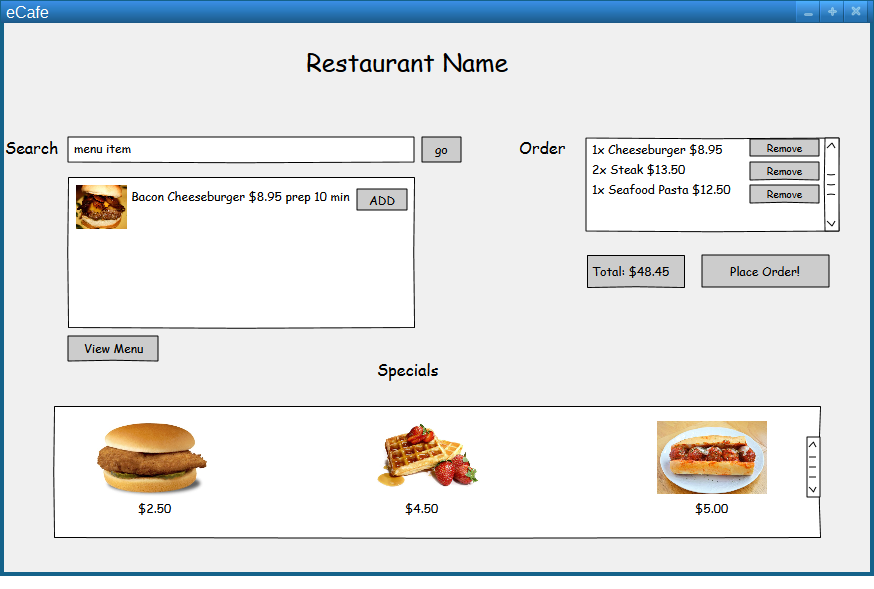 eCafe
Restaurant Name
Search
menu item
go
Bacon Cheeseburger $8.95 prep 10 min
ADD
View Menu
Order
1x Cheeseburger $8.95
Remove
2x Steak $13.50
Remove
1x Seafood Pasta $12.50
Remove
Total: $48.45
Place Order!
Specials
$2.50
$4.50
$5.00